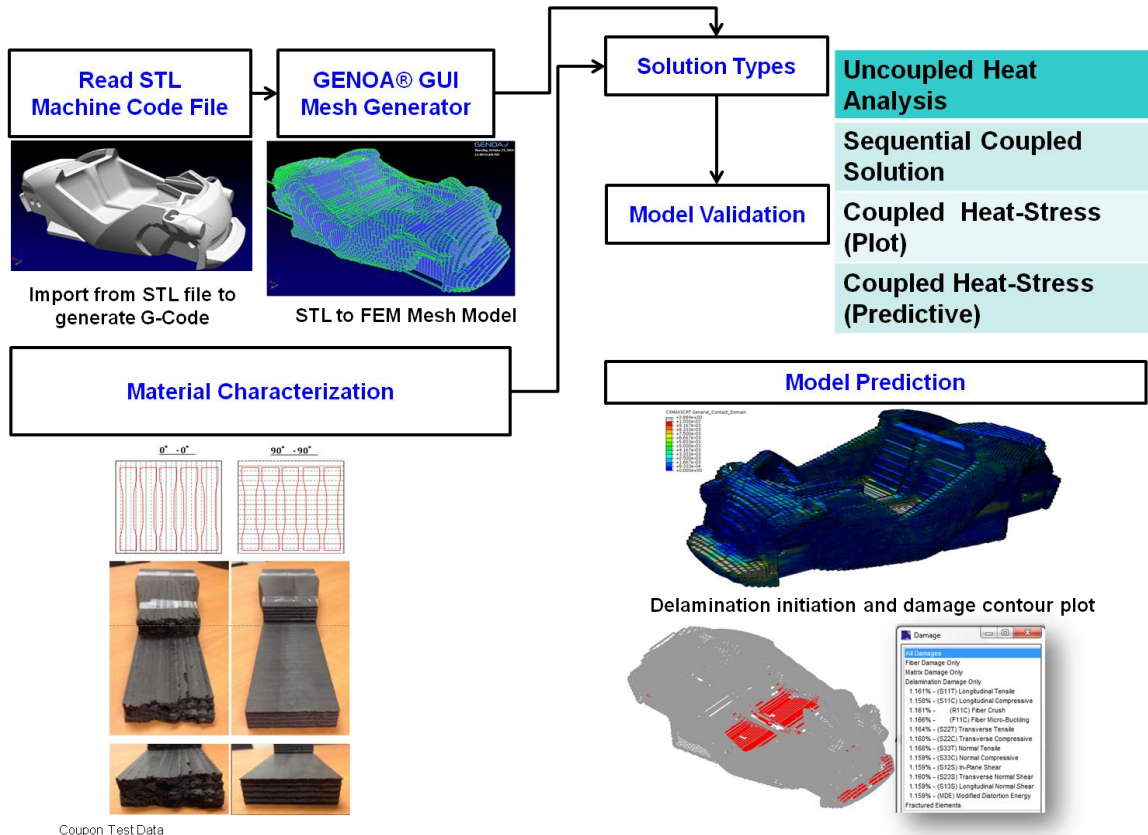 Read STL
Machine Code File
GENOA® GUI
Mesh Generator
Solution Types
Model Validation
Uncoupled Heat
Analysis
Sequential Coupled
Solution
Coupled Heat-Stress
(Plot)
Coupled Heat-Stress
(Predictive)
GENOA
Import from STL file to
generate G-Code
STL to FEM Mesh Model
Material Characterization
0° -0°
90° -90°
Coupon Test Data
Model Prediction
CSMAXSCRT General_Contact_Domain
Delamination initiation and damage contour plot
Damage
All Damages
Fiber Damage Only
Matrix Damage Only
Delamination Damage Only
1.161% - (S11T) Longitudinal Tensile
1.158% - (S11C) Longitudinal Compressive
1.161% - (R11C) Fiber Crush
1.166% - (F11C) Fiber Micro-Buckling
1.164% - (S22T) Transverse Tensile
1.160% - (S22C) Transverse Compressive
1.168% - (S33T) Normal Tensile
1.159% - (S33C) Normal Compressive
1.159% - (S12S) In-Plane Shear
1.160% - (S23S) Transverse Normal Shear
1.159% - (S13S) Longitudinal Normal Shear
1.159% - (MDE) Modified Distortion Energy
Fractured Elements